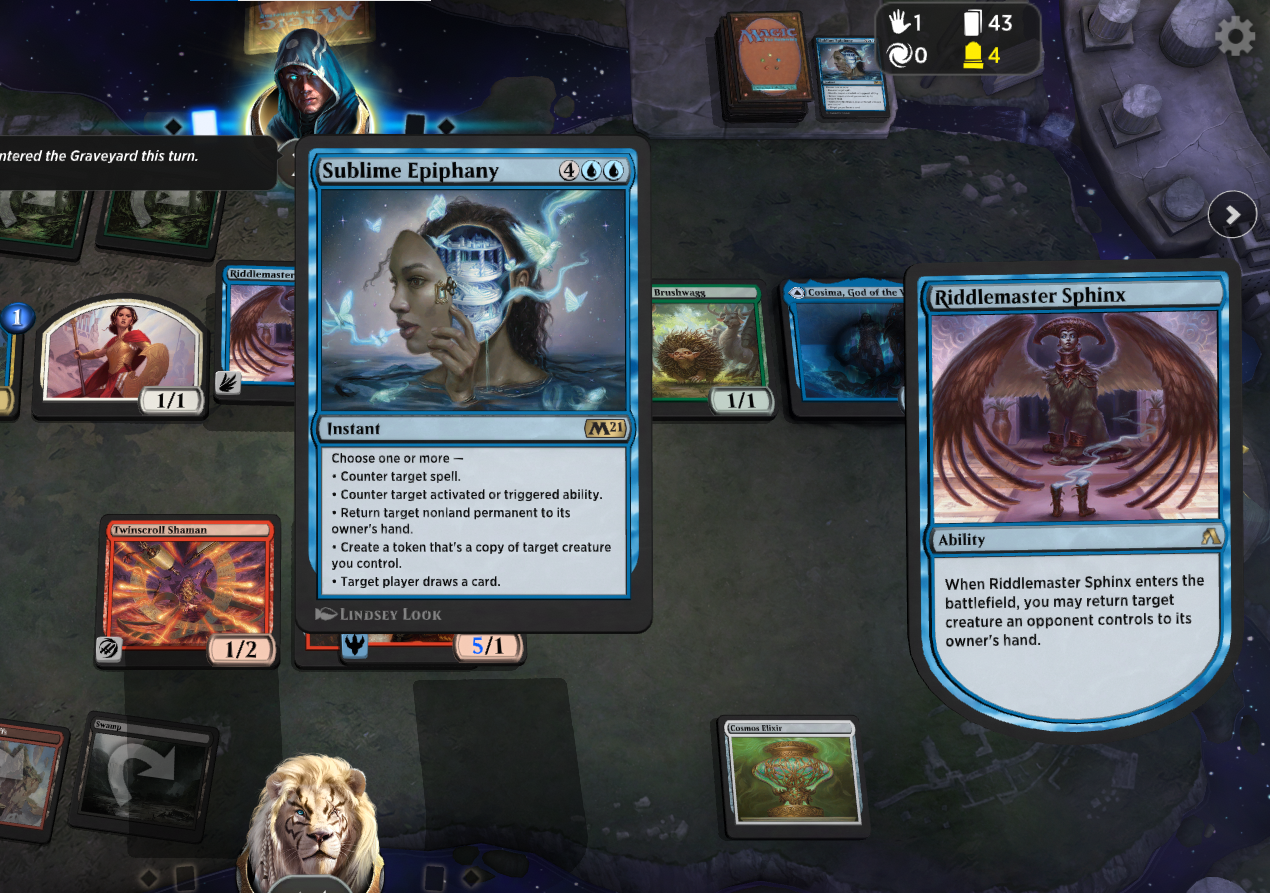 MAGIC
1
43
0
4
ntered the Graveyard this turn.
Sublime Epiphany 4
Instant M21
Choose one or more —
• Counter target spell.
• Counter target activated or triggered ability.
• Return target nonland permanent to its
owner's hand.
• Create a token that's a copy of target creature
you control.
• Target player draws a card.
LINDSEY LOOK
Riddlemaster
1
1/1
Brushwagg
1/1
Cosima, God of the V
Riddlemaster Sphinx
Ability
When Riddlemaster Sphinx enters the
battlefield, you may return target
creature an opponent controls to its
owner's hand.
Twinscroll Shaman
1/2
5/1
Swamp
Cosmos Elixir